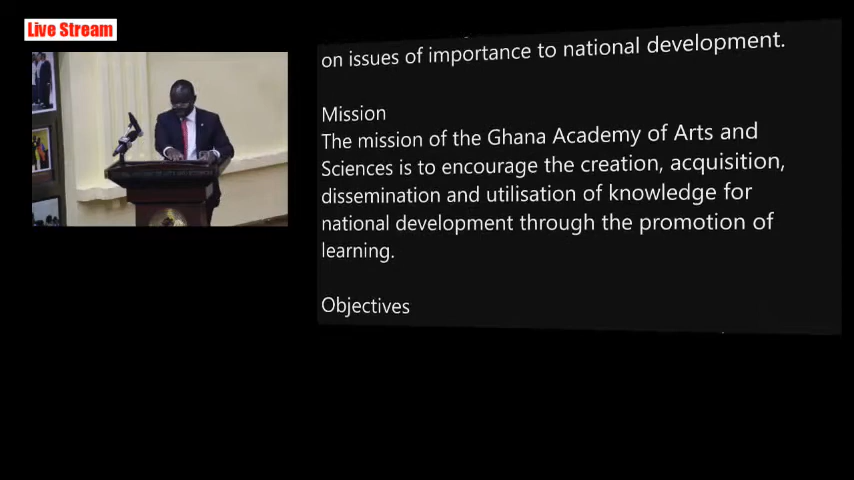 Live Stream
on issues of importance to national development.
Mission
The mission of the Ghana Academy of Arts and
Sciences is to encourage the creation, acquisition,
dissemination and utilisation of knowledge for
national development through the promotion of
learning.
Objectives